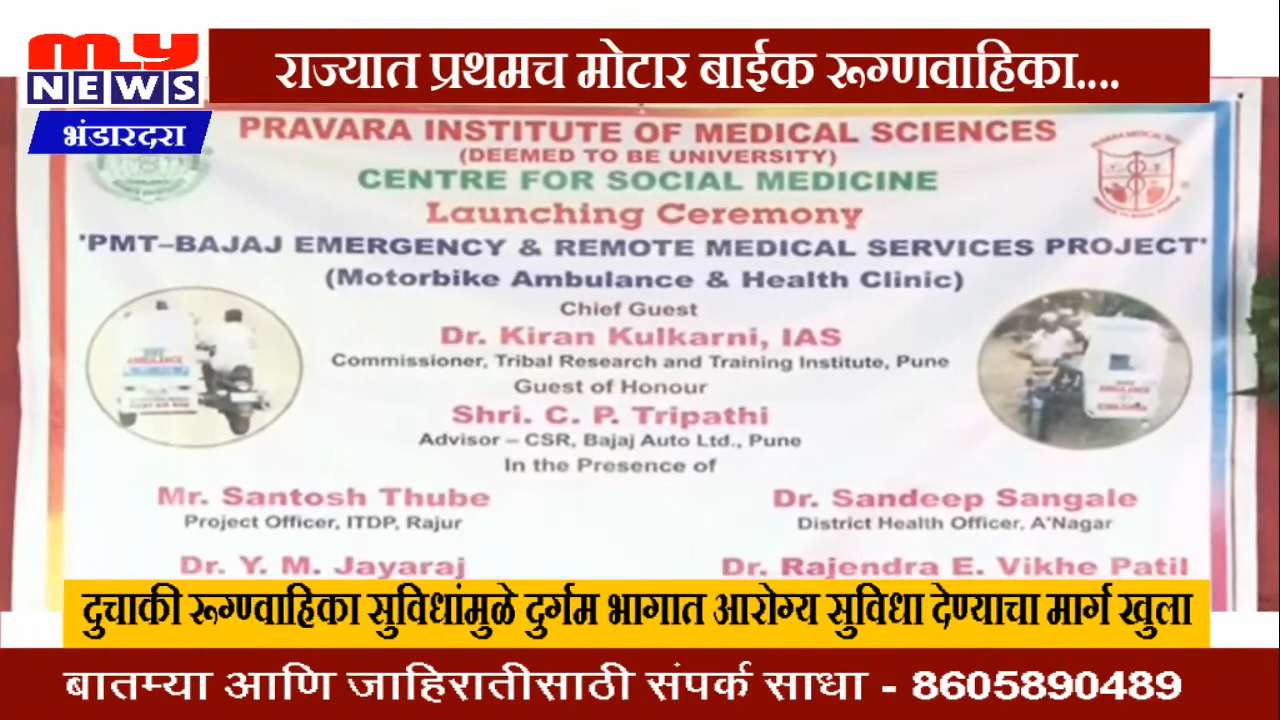 my
NEWS
भंडारदरा
राज्यात प्रथमच मोटार बाईक रूग्णवाहिका....
PRAVARA INSTITUTE OF MEDICAL SCIENCES
(DEEMED TO BE UNIVERSITY)
CENTRE FOR SOCIAL MEDICINE
Launching Ceremony
'PMT–BAJAJ EMERGENCY & REMOTE MEDICAL SERVICES PROJECT'
(Motorbike Ambulance & Health Clinic)
Chief Guest
Dr. Kiran Kulkarni, IAS
Commissioner, Tribal Research and Training Institute, Pune
Guest of Honour
Shri. C. P. Tripathi
Advisor – CSR, Bajaj Auto Ltd., Pune
In the Presence of
Mr. Santosh Thube
Project Officer, ITDP, Rajur
Dr. Sandeep Sangale
District Health Officer, A'Nagar
Dr. Y. M. Jayaraj
Dr. Rajendra E. Vikhe Patil
AMBULANCE
AMBULANCE
दुचाकी रूग्णवाहिका सुविधांमुळे दुर्गम भागात आरोग्य सुविधा देण्याचा मार्ग खुला
बातम्या आणि जाहिरातीसाठी संपर्क साधा - 8605890489